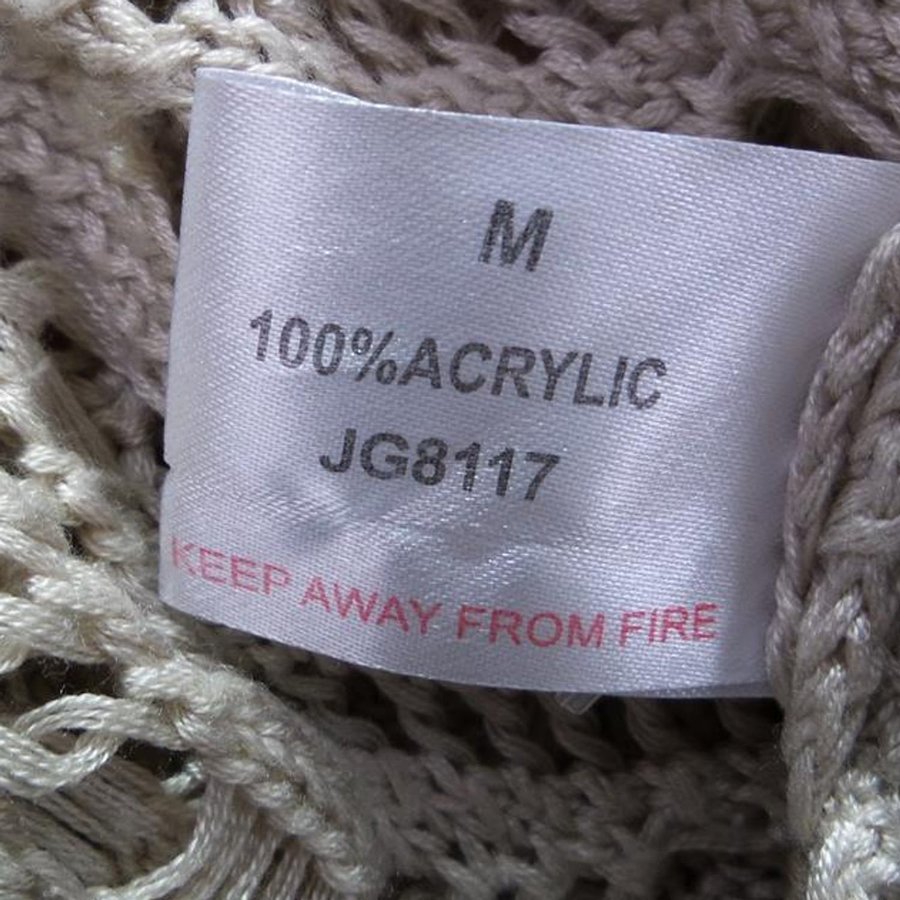 M
100%ACRYLIC
JG8117
KEEP AWAY FROM FIRE